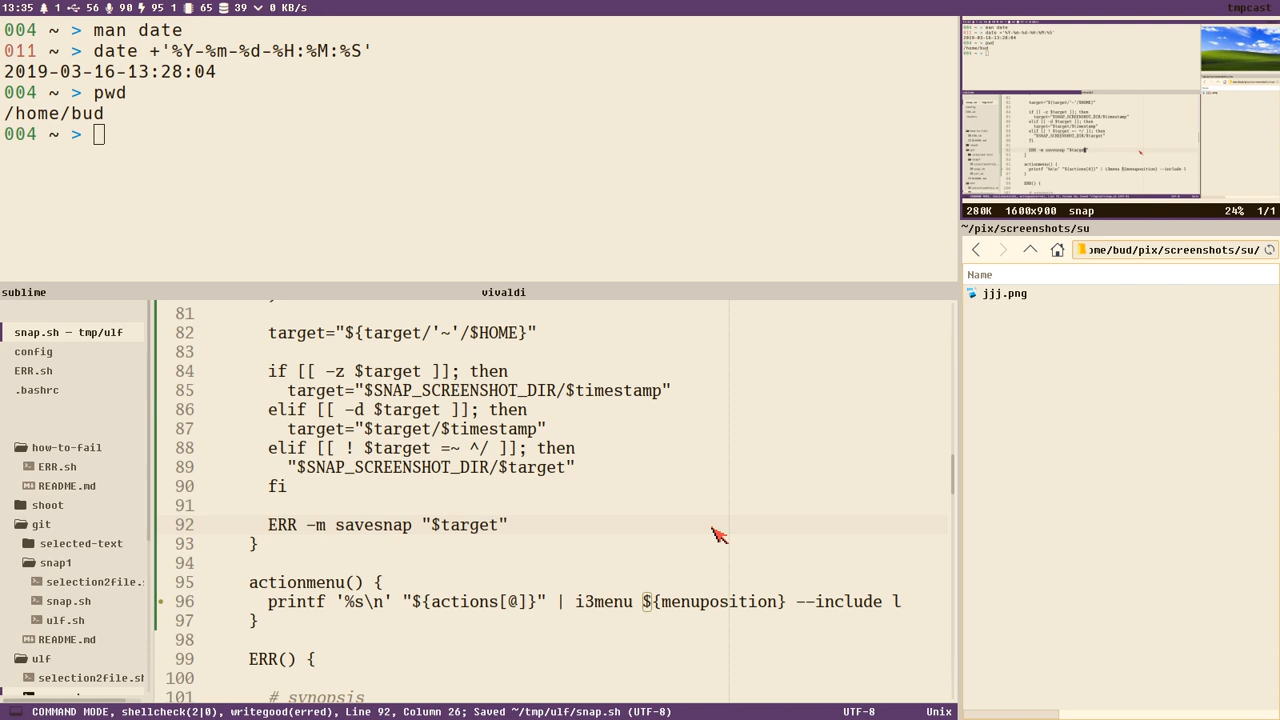 13:35 1 56 90 95 1 65 39 0 KB/s
tmpcast
004 ~ > man date
011 ~ > date +'%Y-%m-%d-%H:%M:%S'
2019-03-16-13:28:04
004 ~ > pwd
/home/bud
004 ~ >
280K 1600x900 snap 24% 1/1
~/pix/screenshots/su
ome/bud/pix/screenshots/su/
Name
jjj.png
sublime
vivaldi
snap.sh — tmp/ulf
config
ERR.sh
.bashrc
how-to-fail
ERR.sh
README.md
shoot
git
selected-text
snap1
selection2file.s
snap.sh
ulf.sh
README.md
ulf
selection2file.sh
81
82 target="${target/'~'/$HOME}"
83
84 if [[ -z $target ]]; then
85 target="$SNAP_SCREENSHOT_DIR/$timestamp"
86 elif [[ -d $target ]]; then
87 target="$target/$timestamp"
88 elif [[ ! $target =~ ^/ ]]; then
89 "$SNAP_SCREENSHOT_DIR/$target"
90 fi
91
92 ERR -m savesnap "$target"
93 }
94
95 actionmenu() {
96 printf '%s\n' "${actions[@]}" | i3menu ${menuposition} --include l
97 }
98
99 ERR() {
100
101 # synopsis
COMMAND MODE, shellcheck(2|0), writegood(erred), Line 92, Column 26; Saved ~/tmp/ulf/snap.sh (UTF-8) UTF-8 Unix